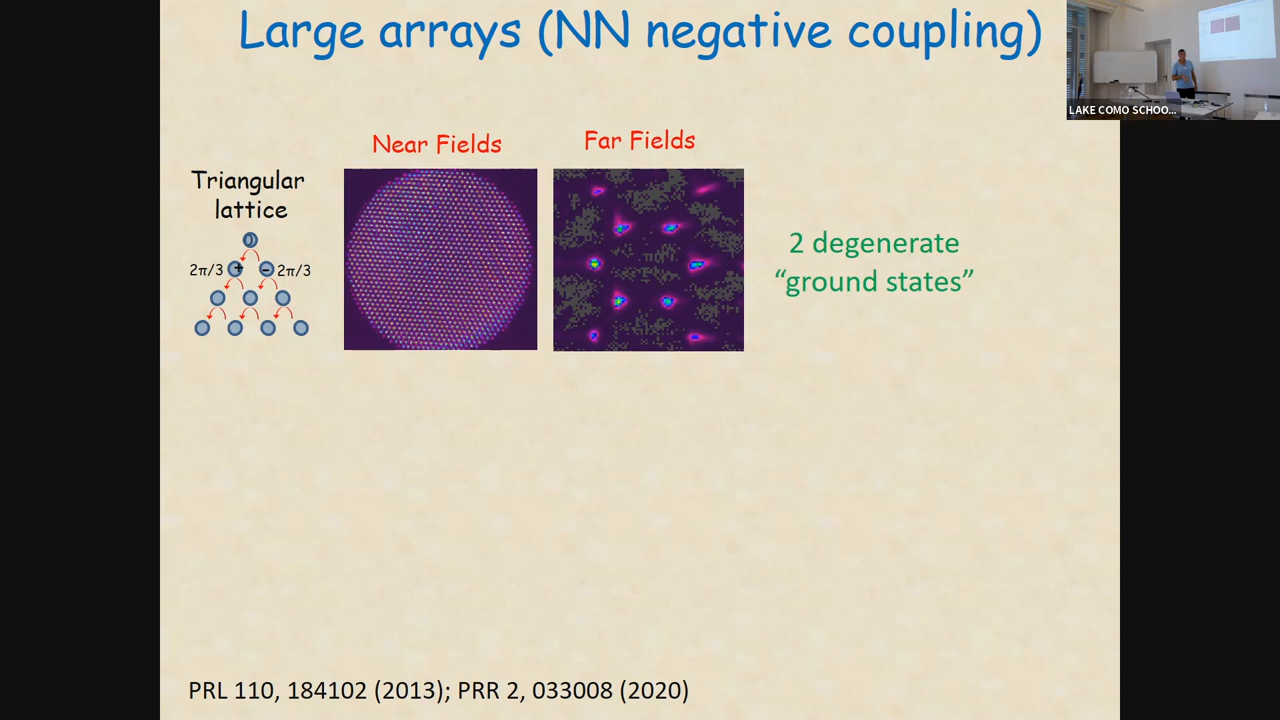 Large arrays (NN negative coupling)
LAKE COMO SCHOO...
Near Fields
Far Fields
Triangular
lattice
2π/3 + - 2π/3
2 degenerate
“ground states”
PRL 110, 184102 (2013); PRR 2, 033008 (2020)